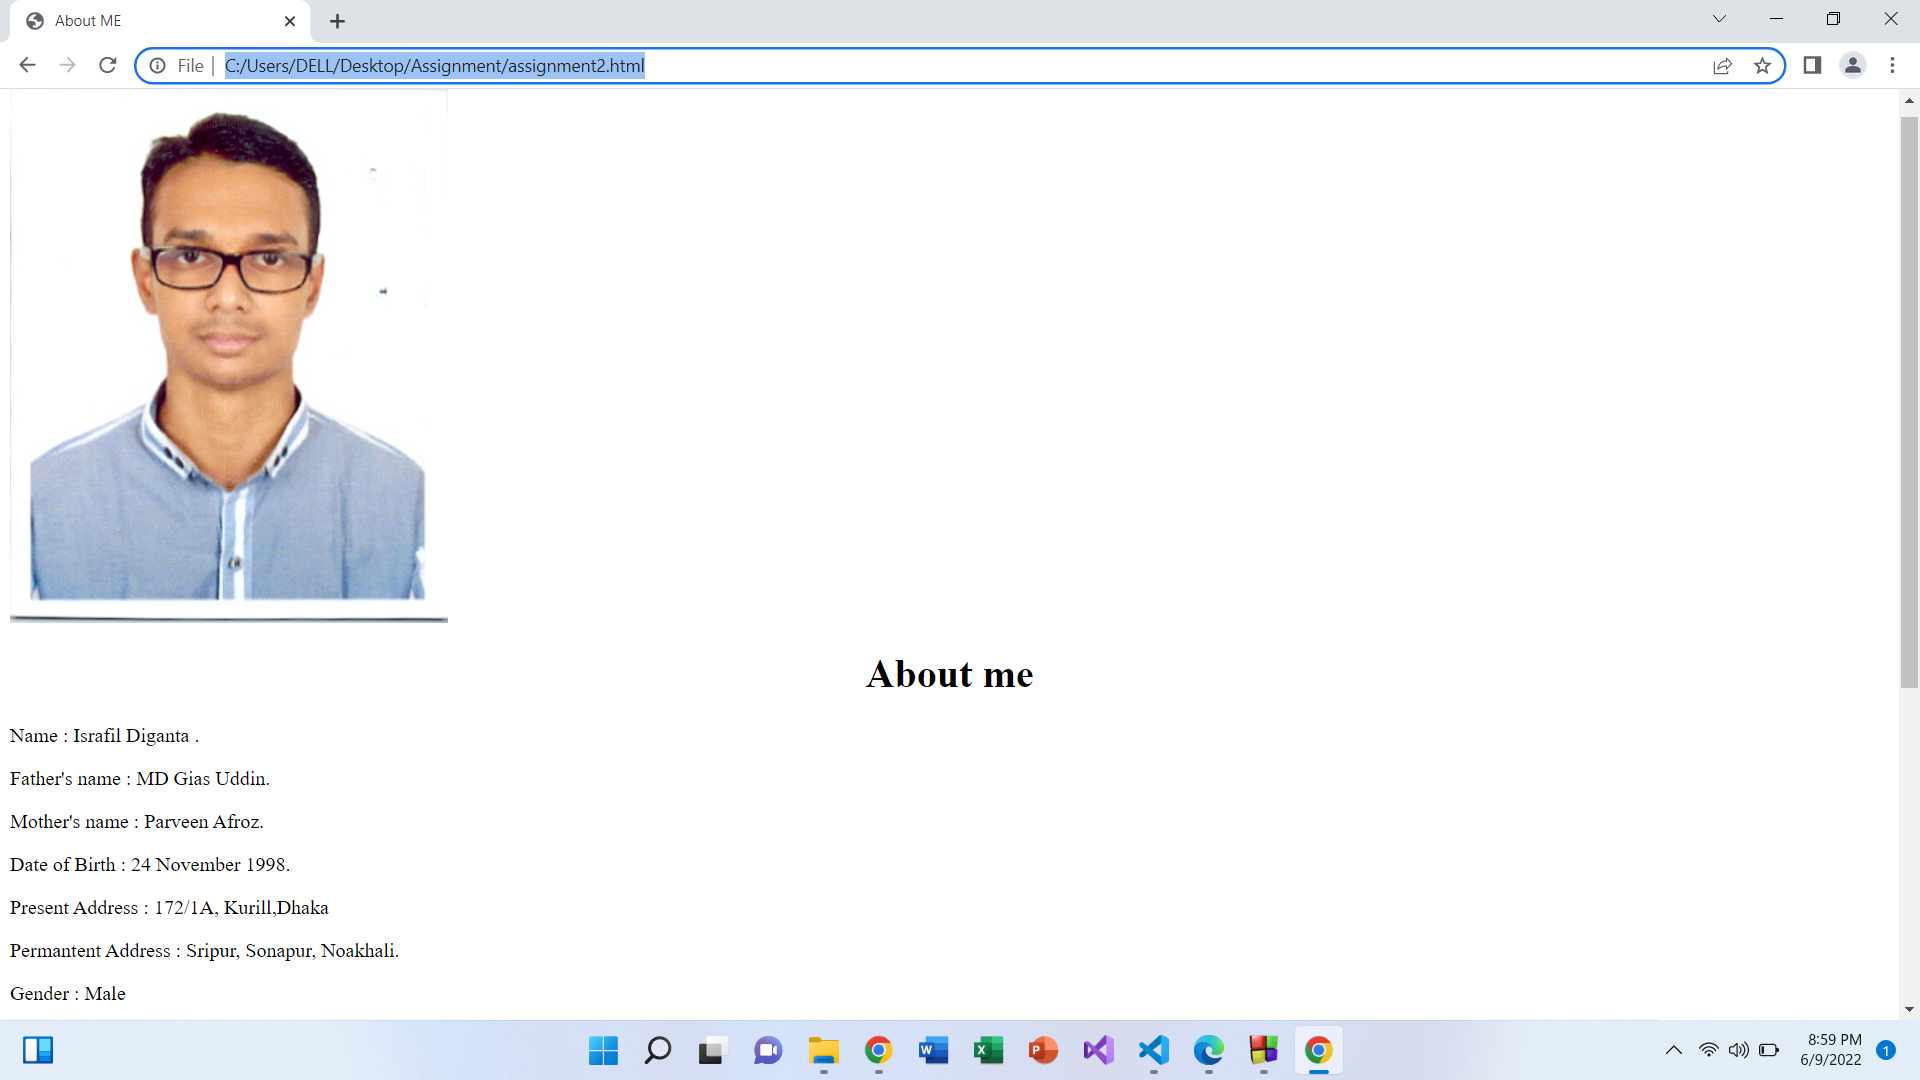 About ME
File C:/Users/DELL/Desktop/Assignment/assignment2.html
About me
Name : Israfil Diganta .
Father's name : MD Gias Uddin.
Mother's name : Parveen Afroz.
Date of Birth : 24 November 1998.
Present Address : 172/1A, Kurill,Dhaka
Permantent Address : Sripur, Sonapur, Noakhali.
Gender : Male
8:59 PM
6/9/2022
1